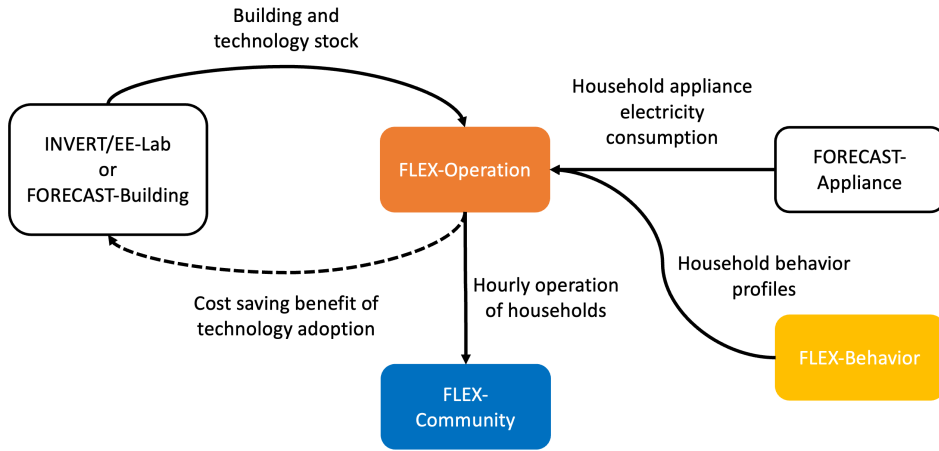 Building and
technology stock
INVERT/EE-Lab
or
FORECAST-Building
FLEX-Operation
Household appliance
electricity
consumption
FORECAST-
Appliance
Cost saving benefit of
technology adoption
Hourly operation
of households
Household behavior
profiles
FLEX-Behavior
FLEX-
Community